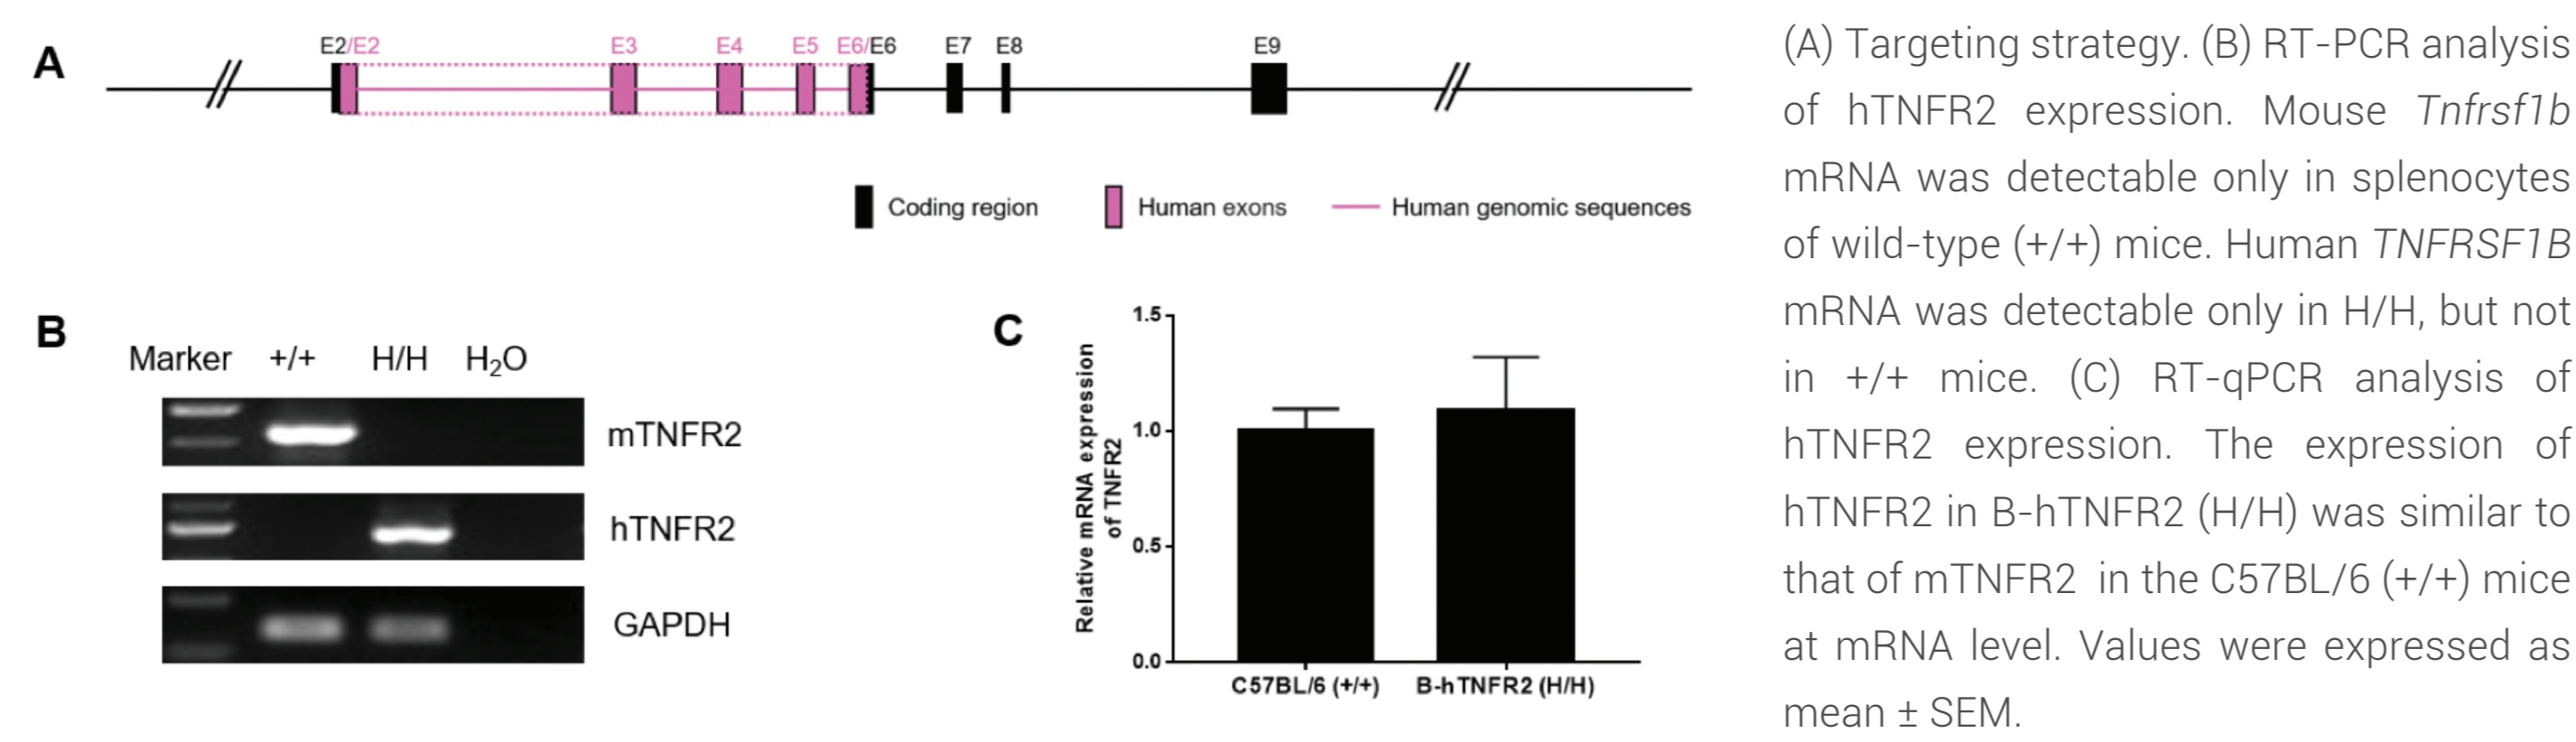 A
E2/E2 E3 E4 E5 E6/E6 E7 E8 E9
Coding region Human exons Human genomic sequences
B
Marker +/+ H/H H₂O
mTNFR2
hTNFR2
GAPDH
C
Relative mRNA expression
of TNFR2
1.5
1.0
0.5
0.0
C57BL/6 (+/+) B-hTNFR2 (H/H)
(A) Targeting strategy. (B) RT-PCR analysis
of hTNFR2 expression. Mouse Tnfrsf1b
mRNA was detectable only in splenocytes
of wild-type (+/+) mice. Human TNFRSF1B
mRNA was detectable only in H/H, but not
in +/+ mice. (C) RT-qPCR analysis of
hTNFR2 expression. The expression of
hTNFR2 in B-hTNFR2 (H/H) was similar to
that of mTNFR2 in the C57BL/6 (+/+) mice
at mRNA level. Values were expressed as
mean ± SEM.